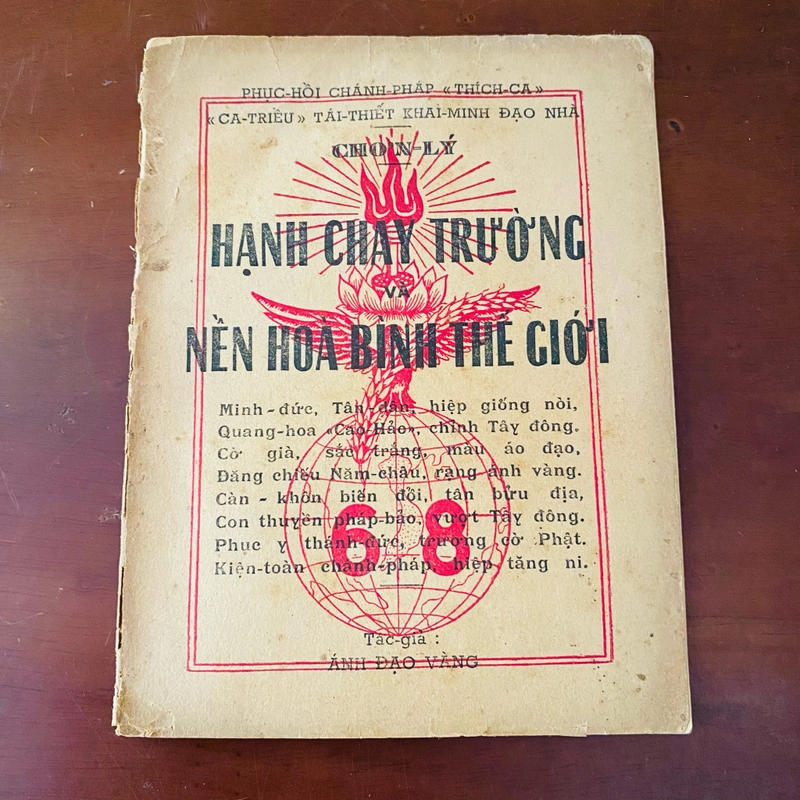 PHỤC-HỒI CHÁNH-PHÁP «THÍCH-CA»
«CA-TRIỀU» TÁI-THIẾT KHAI-MINH ĐẠO NHÀ
CHƠN-LÝ
HẠNH CHAY TRƯỜNG
VÀ
NỀN HOÀ BÌNH THẾ GIỚI
Minh-đức, Tân-dân, hiệp giống nòi,
Quang-hoa «Cao-Hảo», chỉnh Tây đông.
Cờ già, sắc trắng, màu áo đạo,
Đăng chiếu Năm-châu, rạng ánh vàng.
Càn-khôn biến đổi, tân bửu địa,
Con thuyền pháp-bảo, vượt Tây đông.
Phục y thánh-đức, trương cờ Phật.
Kiện-toàn chánh-pháp, hiệp tăng ni.
68
Tác-giả :
ÁNH ĐẠO VÀNG